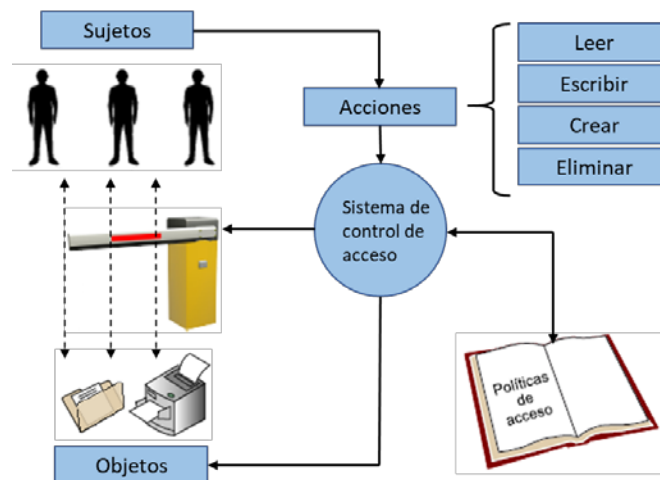 Sujetos
Leer
Escribir
Crear
Eliminar
Acciones
Sistema de
control de
acceso
Políticas
de
acceso
Objetos